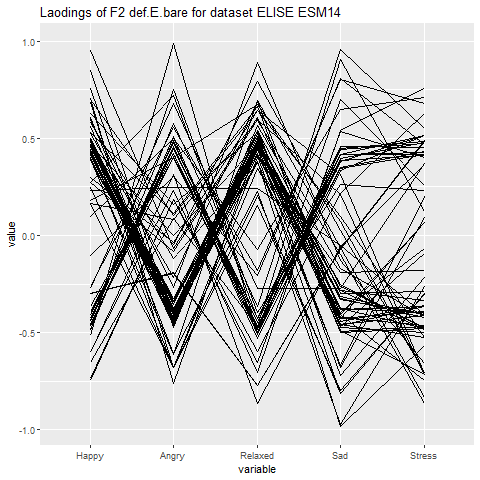 Laodings of F2 def.E.bare for dataset ELISE ESM14
1.0
0.5
0.0
-0.5
-1.0
value
Happy Angry Relaxed Sad Stress
variable